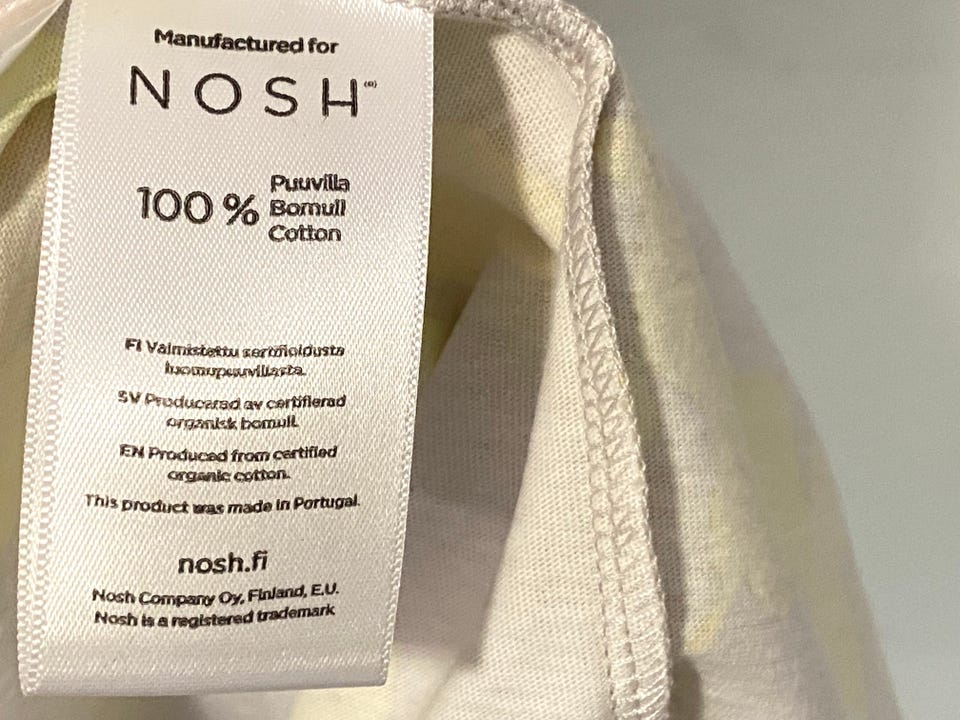 Manufactured for
NOSH(R)
100 % Puuvilla
Bomull
Cotton
FI Valmistettu sertifioidusta
luomupuuvillasta.
SV Producerad av certifierad
organisk bomull.
EN Produced from certified
organic cotton.
This product was made in Portugal.
nosh.fi
Nosh Company Oy, Finland, E.U.
Nosh is a registered trademark